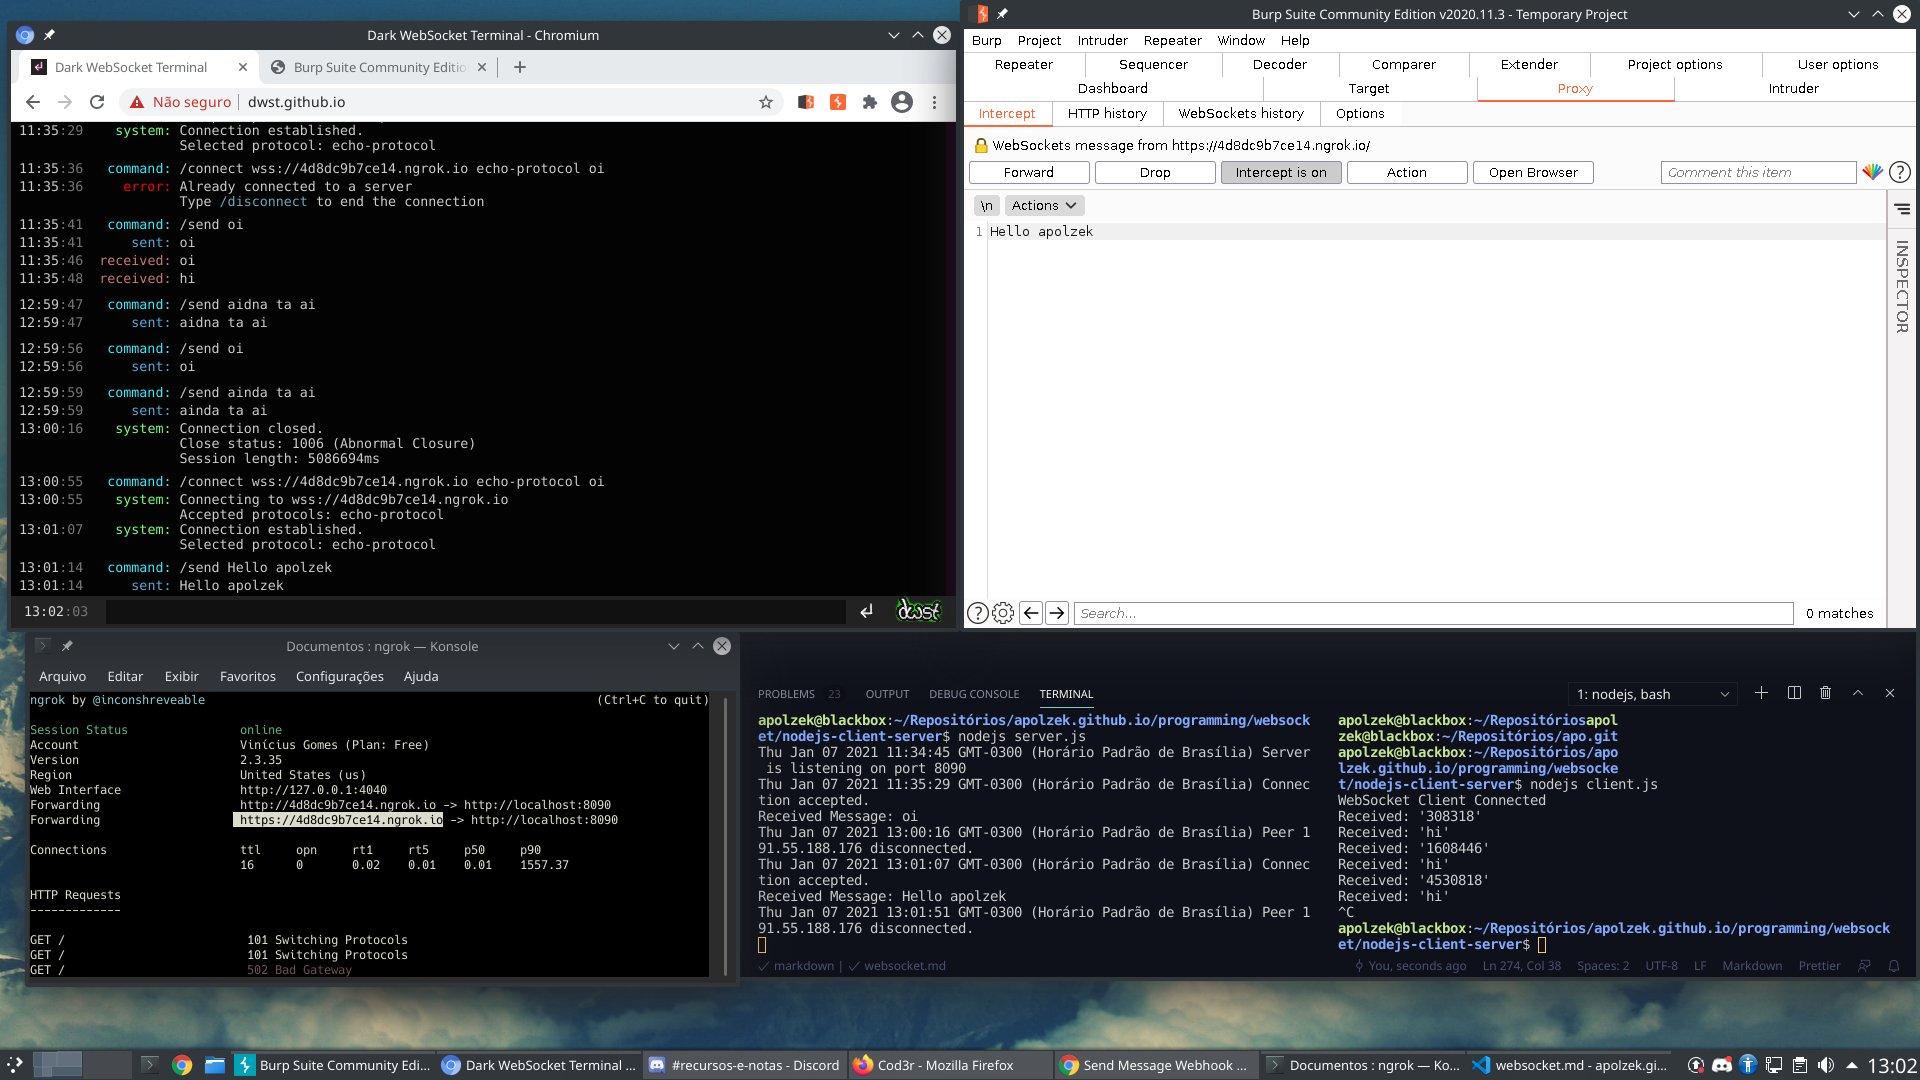 Dark WebSocket Terminal - Chromium
Dark WebSocket Terminal
Burp Suite Community Editio
Não seguro
dwst.github.io
11:35:29 system: Connection established.
Selected protocol: echo-protocol
11:35:36 command: /connect wss://4d8dc9b7ce14.ngrok.io echo-protocol oi
11:35:36 error: Already connected to a server
Type /disconnect to end the connection
11:35:41 command: /send oi
11:35:41 sent: oi
11:35:46 received: oi
11:35:48 received: hi
12:59:47 command: /send aidna ta ai
12:59:47 sent: aidna ta ai
12:59:56 command: /send oi
12:59:56 sent: oi
12:59:59 command: /send ainda ta ai
12:59:59 sent: ainda ta ai
13:00:16 system: Connection closed.
Close status: 1006 (Abnormal Closure)
Session length: 5086694ms
13:00:55 command: /connect wss://4d8dc9b7ce14.ngrok.io echo-protocol oi
13:00:55 system: Connecting to wss://4d8dc9b7ce14.ngrok.io
Accepted protocols: echo-protocol
13:01:07 system: Connection established.
Selected protocol: echo-protocol
13:01:14 command: /send Hello apolzek
13:01:14 sent: Hello apolzek
13:02:03
dwst
Burp Suite Community Edition v2020.11.3 - Temporary Project
Burp Project Intruder Repeater Window Help
Repeater Sequencer Decoder Comparer Extender Project options User options
Dashboard Target Proxy Intruder
Intercept HTTP history WebSockets history Options
WebSockets message from https://4d8dc9b7ce14.ngrok.io/
Forward Drop Intercept is on Action Open Browser Comment this item ?
\n Actions
1 Hello apolzek
INSPECTOR
? Search... 0 matches
Documentos : ngrok — Konsole
Arquivo Editar Exibir Favoritos Configurações Ajuda
ngrok by @inconshreveable (Ctrl+C to quit)
Session Status online
Account Vinícius Gomes (Plan: Free)
Version 2.3.35
Region United States (us)
Web Interface http://127.0.0.1:4040
Forwarding http://4d8dc9b7ce14.ngrok.io -> http://localhost:8090
Forwarding https://4d8dc9b7ce14.ngrok.io -> http://localhost:8090
Connections ttl opn rt1 rt5 p50 p90
16 0 0.02 0.01 0.01 1557.37
HTTP Requests
-------------
GET / 101 Switching Protocols
GET / 101 Switching Protocols
GET / 502 Bad Gateway
PROBLEMS 23 OUTPUT DEBUG CONSOLE TERMINAL 1: nodejs, bash
apolzek@blackbox:~/Repositórios/apolzek.github.io/programming/websock
et/nodejs-client-server$ nodejs server.js
Thu Jan 07 2021 11:34:45 GMT-0300 (Horário Padrão de Brasília) Server
is listening on port 8090
Thu Jan 07 2021 11:35:29 GMT-0300 (Horário Padrão de Brasília) Connec
tion accepted.
Received Message: oi
Thu Jan 07 2021 13:00:16 GMT-0300 (Horário Padrão de Brasília) Peer 1
91.55.188.176 disconnected.
Thu Jan 07 2021 13:01:07 GMT-0300 (Horário Padrão de Brasília) Connec
tion accepted.
Received Message: Hello apolzek
Thu Jan 07 2021 13:01:51 GMT-0300 (Horário Padrão de Brasília) Peer 1
91.55.188.176 disconnected.
apolzek@blackbox:~/Repositóriosapol
zek@blackbox:~/Repositórios/apo.git
apolzek@blackbox:~/Repositórios/apo
lzek.github.io/programming/websocke
t/nodejs-client-server$ nodejs client.js
WebSocket Client Connected
Received: '308318'
Received: 'hi'
Received: '1608446'
Received: 'hi'
Received: '4530818'
Received: 'hi'
^C
apolzek@blackbox:~/Repositórios/apolzek.github.io/programming/websock
et/nodejs-client-server$
markdown | websocket.md You, seconds ago Ln 274, Col 38 Spaces: 2 UTF-8 LF Markdown Prettier
Burp Suite Community Edi... Dark WebSocket Terminal ... #recursos-e-notas - Discord Cod3r - Mozilla Firefox Send Message Webhook ... Documentos : ngrok — Ko... websocket.md - apolzek.gi... 13:02